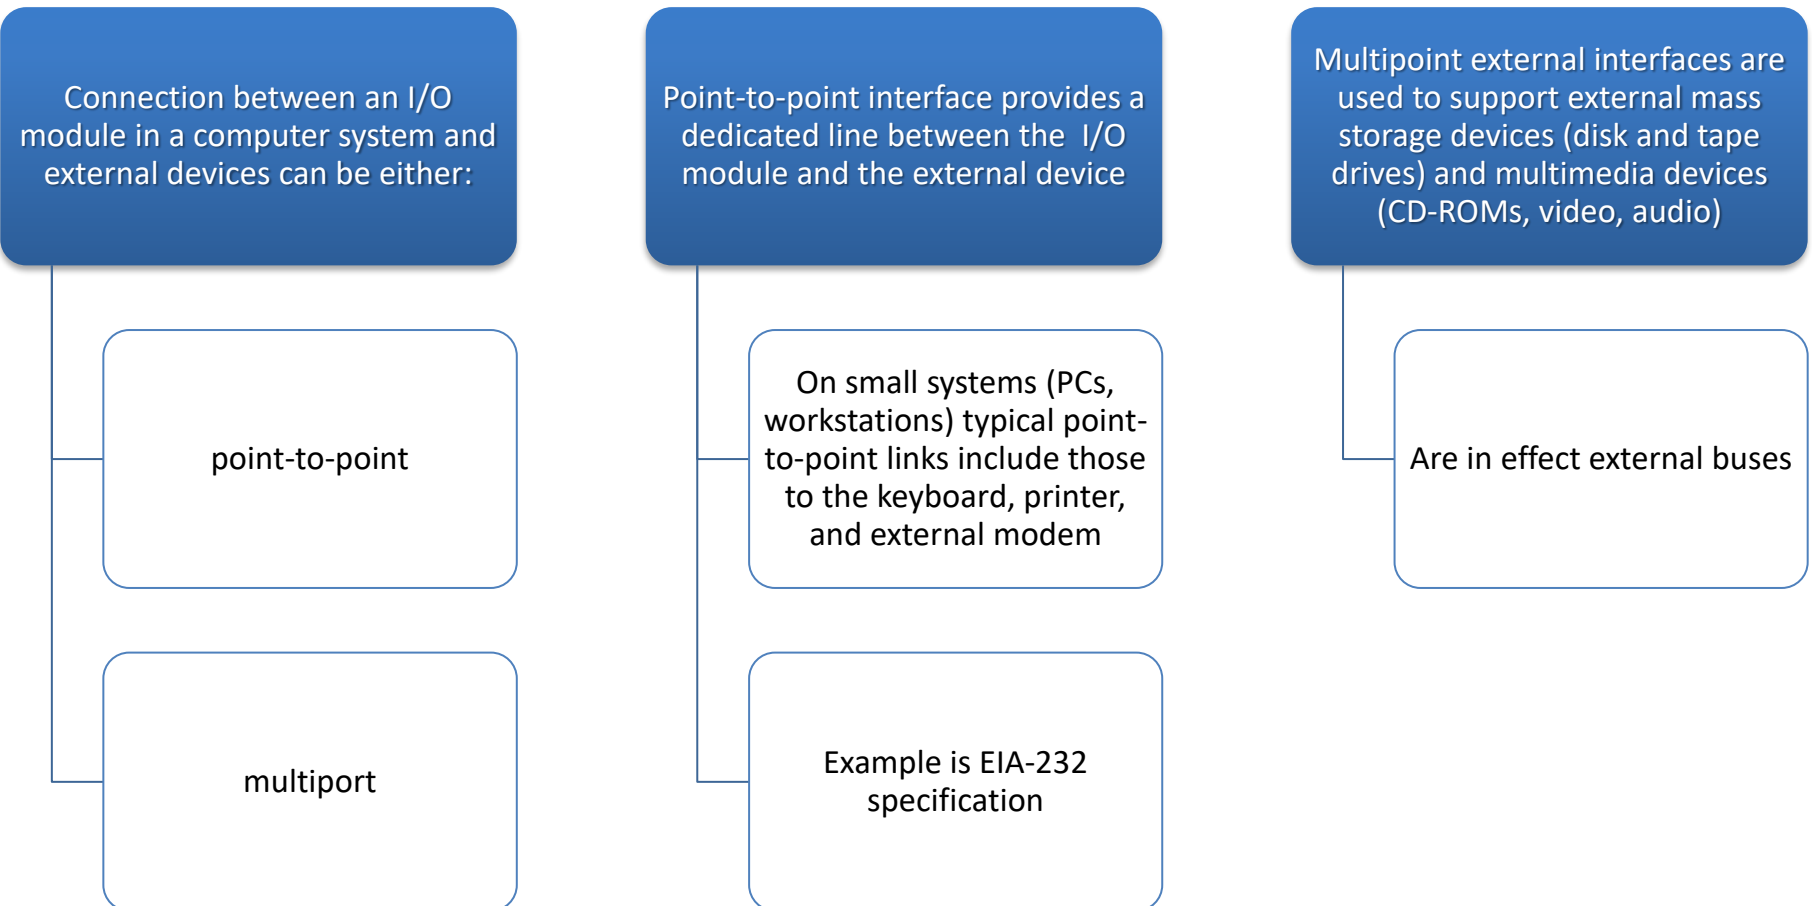 Connection between an I/O
module in a computer system and
external devices can be either:
point-to-point
multiport
Point-to-point interface provides a
dedicated line between the  I/O
module and the external device
On small systems (PCs,
workstations) typical point-
to-point links include those
to the keyboard, printer,
and external modem
Example is EIA-232
specification
Multipoint external interfaces are
used to support external mass
storage devices (disk and tape
drives) and multimedia devices
(CD-ROMs, video, audio)
Are in effect external buses